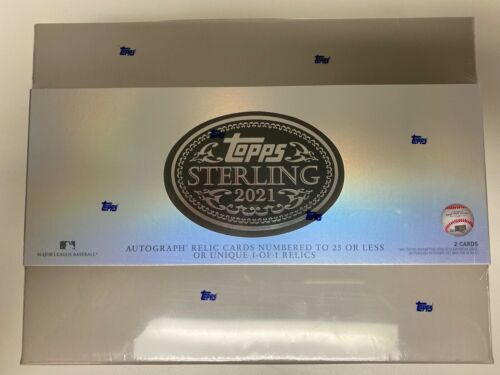 Topps
Topps
Topps
Topps
Topps
STERLING
2021
Topps
Topps
AUTOGRAPH RELIC CARDS NUMBERED TO 25 OR LESS
OR UNIQUE 1-OF-1 RELICS
MAJOR LEAGUE BASEBALL
2 CARDS
Topps
Topps